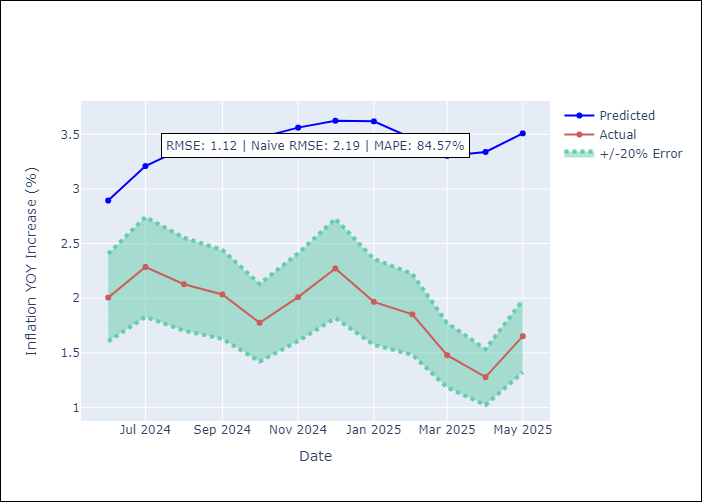 Predicted
Actual
+/-20% Error
RMSE: 1.12 | Naive RMSE: 2.19 | MAPE: 84.57%
3.5
3
2.5
2
1.5
1
Inflation YOY Increase (%)
Jul 2024 Sep 2024 Nov 2024 Jan 2025 Mar 2025 May 2025
Date